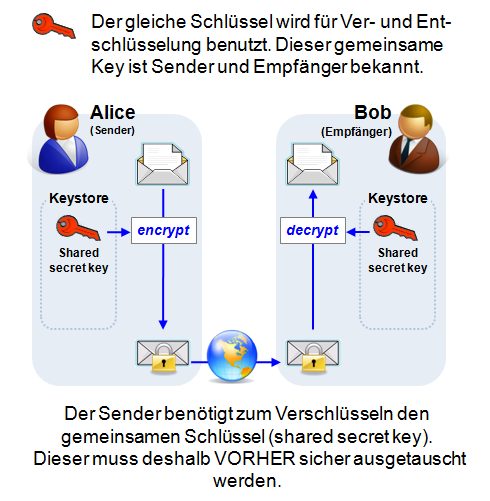 Der gleiche Schlüssel wird für Ver- und Ent-
schlüsselung benutzt. Dieser gemeinsame
Key ist Sender und Empfänger bekannt.
Alice
(Sender)
Bob
(Empfänger)
Keystore
Keystore
encrypt
decrypt
Shared
secret key
Shared
secret key
Der Sender benötigt zum Verschlüsseln den
gemeinsamen Schlüssel (shared secret key).
Dieser muss deshalb VORHER sicher ausgetauscht
werden.